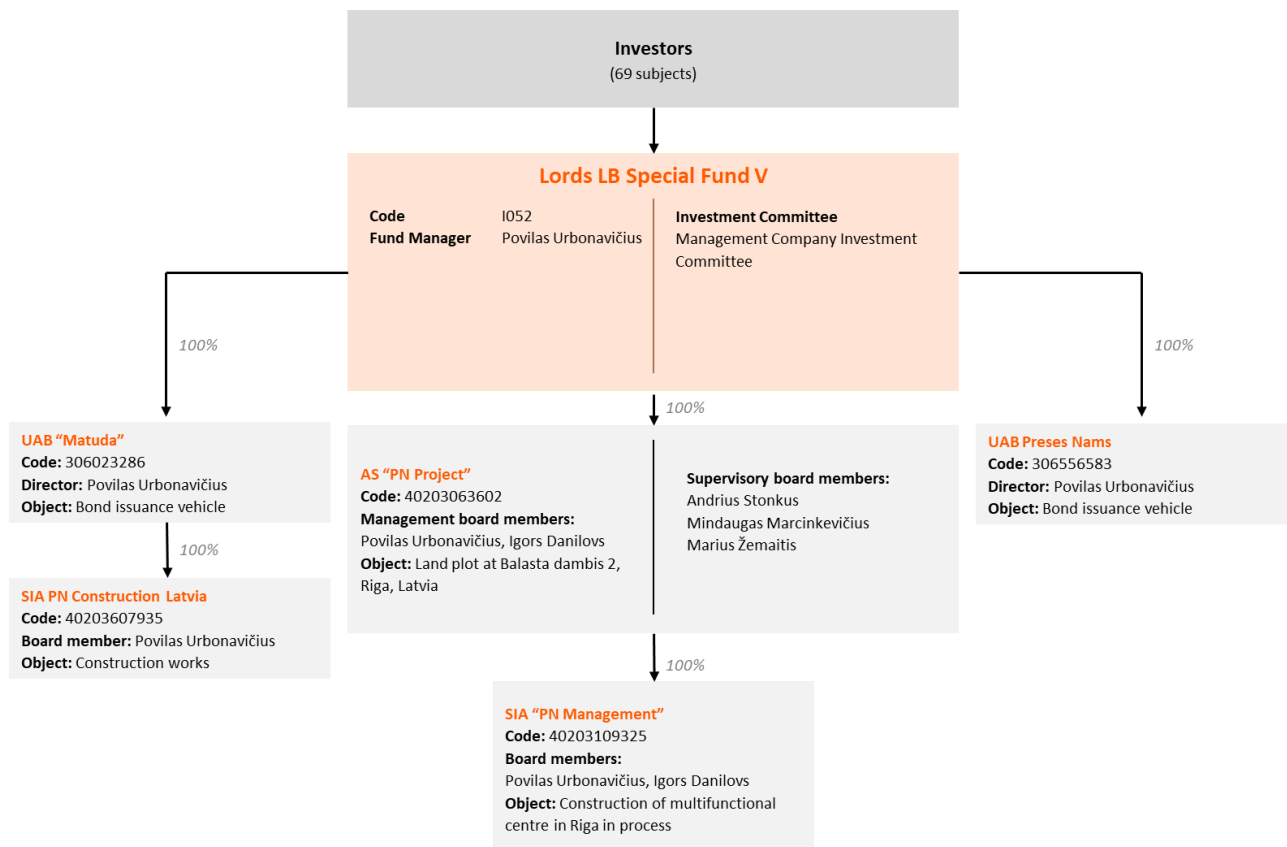 Investors
(69 subjects)
Lords LB Special Fund V
Code I052
Fund Manager Povilas Urbonavičius
Investment Committee
Management Company Investment
Committee
100%
100%
100%
UAB “Matuda”
Code: 306023286
Director: Povilas Urbonavičius
Object: Bond issuance vehicle
AS “PN Project”
Code: 40203063602
Management board members:
Povilas Urbonavičius, Igors Danilovs
Object: Land plot at Balasta dambis 2,
Riga, Latvia
Supervisory board members:
Andrius Stonkus
Mindaugas Marcinkevičius
Marius Žemaitis
UAB Preses Nams
Code: 306556583
Director: Povilas Urbonavičius
Object: Bond issuance vehicle
100%
SIA PN Construction Latvia
Code: 40203607935
Board member: Povilas Urbonavičius
Object: Construction works
100%
SIA “PN Management”
Code: 40203109325
Board members:
Povilas Urbonavičius, Igors Danilovs
Object: Construction of multifunctional
centre in Riga in process